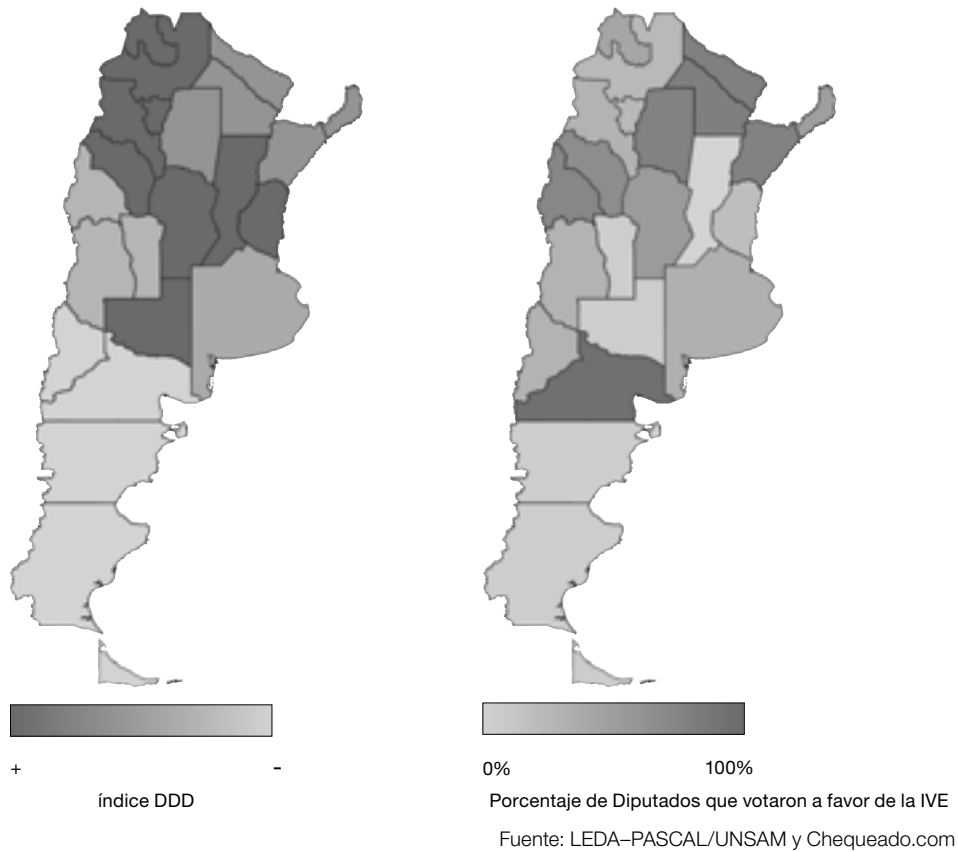 + -
índice DDD
0% 100%
Porcentaje de Diputados que votaron a favor de la IVE
Fuente: LEDA–PASCAL/UNSAM y Chequeado.com